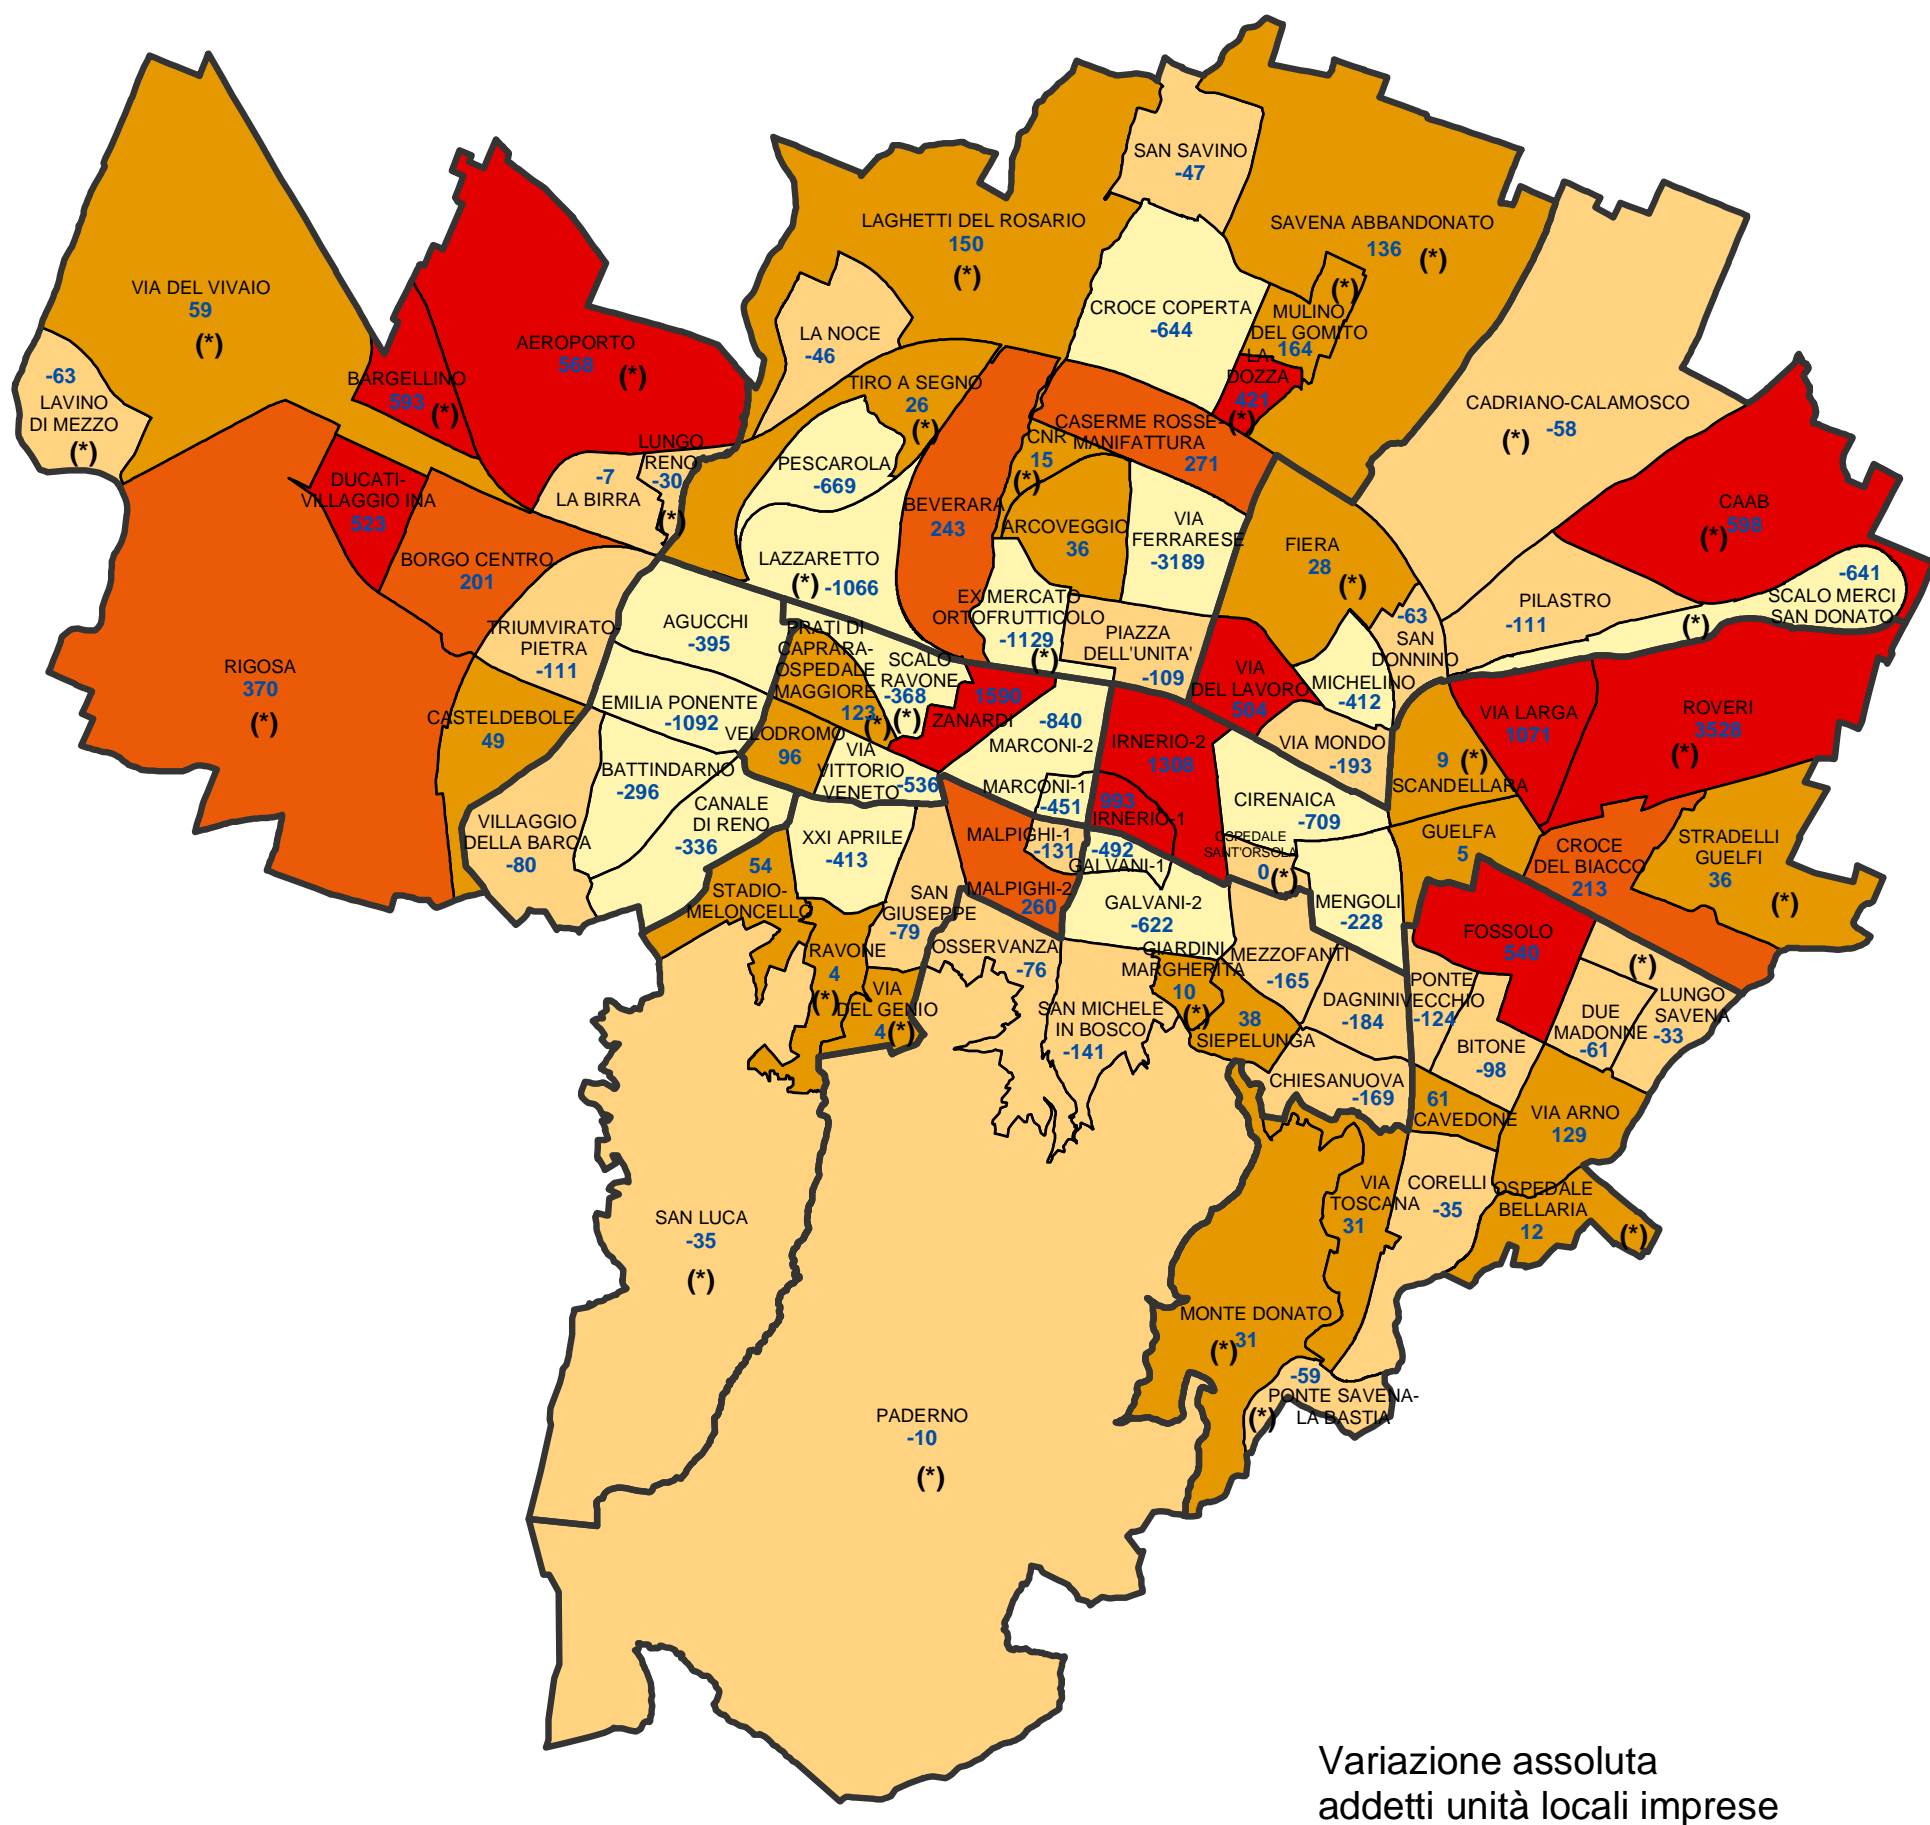 SAN SAVINO
-47
LAGHETTI DEL ROSARIO
150
(*)
SAVENA ABBANDONATO
136
(*)
VIA DEL VIVAIO
59
(*)
AEROPORTO
568
(*)
LA NOCE
-46
CROCE COPERTA
-644
(*)
MULINO
DEL GOMITO
164
LA
DOZZA
421
(*)
-63
LAVINO
DI MEZZO
(*)
BARGELLINO
593
(*)
TIRO A SEGNO
26
(*)
CADRIANO-CALAMOSCO
-58
(*)
CASERME ROSSE-
MANIFATTURA
271
CNR
15
(*)
LUNGO
RENO
-30
(*)
-7
LA BIRRA
PESCAROLA
-669
DUCATI-
VILLAGGIO INA
523
BEVERARA
243
ARCOVEGGIO
36
VIA
FERRARESE
-3189
CAAB
598
(*)
FIERA
28
(*)
BORGO CENTRO
201
LAZZARETTO
(*)
-1066
EX MERCATO
ORTOFRUTTICOLO
-1129
(*)
-641
SCALO MERCI
SAN DONATO
(*)
PILASTRO
-111
-63
SAN
DONNINO
AGUCCHI
-395
TRIUMVIRATO-
PIETRA
-111
PRATI DI
CAPRARA-
OSPEDALE
MAGGIORE
123
(*)
SCALO
RAVONE
-368
(*)
PIAZZA
DELL'UNITA'
-109
RIGOSA
370
(*)
VIA
DEL LAVORO
504
MICHELINO
-412
EMILIA PONENTE
-1092
1590
ZANARDI
-840
MARCONI-2
VIA LARGA
1071
ROVERI
3528
(*)
CASTELDEBOLE
49
VELODROMO
96
VIA
VITTORIO
VENETO
-536
IRNERIO-2
1308
VIA MONDO
-193
9
(*)
SCANDELLARA
BATTINDARNO
-296
MARCONI-1
-451
993
IRNERIO-1
CIRENAICA
-709
CANALE
DI RENO
-336
VILLAGGIO
DELLA BARCA
-80
XXI APRILE
-413
MALPIGHI-1
-131
-492
GALVANI-1
OSPEDALE
SANT'ORSOLA
0
(*)
GUELFA
5
CROCE
DEL BIACCO
213
STRADELLI
GUELFI
36
(*)
54
STADIO-
MELONCELLO
SAN
GIUSEPPE
-79
MALPIGHI-2
260
GALVANI-2
-622
MENGOLI
-228
FOSSOLO
540
RAVONE
4
(*)
OSSERVANZA
-76
GIARDINI
MARGHERITA
10
(*)
MEZZOFANTI
-165
(*)
VIA
DEL GENIO
4
(*)
SAN MICHELE
IN BOSCO
-141
38
SIEPELUNGA
DAGNINI
-184
PONTE
VECCHIO
-124
DUE
MADONNE
-61
LUNGO
SAVENA
-33
BITONE
-98
CHIESANUOVA
-169
61
CAVEDONE
VIA ARNO
129
VIA
TOSCANA
31
CORELLI
-35
OSPEDALE
BELLARIA
12
(*)
SAN LUCA
-35
(*)
MONTE DONATO
31
(*)
-59
PONTE SAVENA-
LA BASTIA
(*)
PADERNO
-10
(*)
Variazione assoluta
addetti unità locali imprese